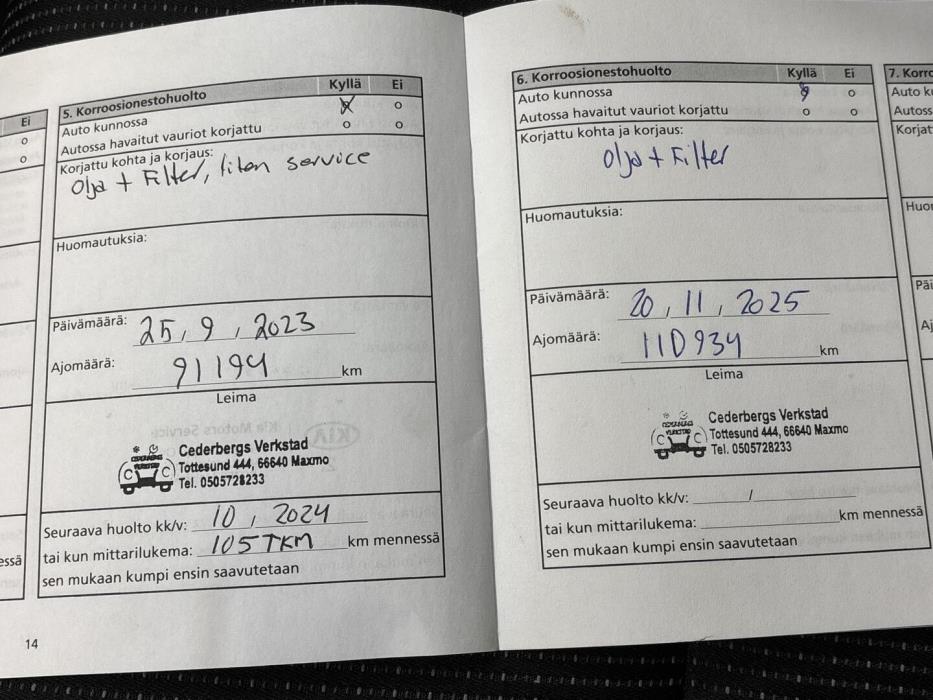 Ei
essä
14
5. Korroosionestohuolto Kyllä Ei
Auto kunnossa
Autossa havaitut vauriot korjattu
Korjattu kohta ja korjaus:
Olja + Filter, liten service
Huomautuksia:
Päivämäärä: 25, 9, 2023
Ajomäärä: 91194 km
Leima
Cederbergs Verkstad
Tottesund 444, 66640 Maxmo
Tel. 0505728233
Seuraava huolto kk/v: 10, 2024
tai kun mittarilukema: 105TKM km mennessä
sen mukaan kumpi ensin saavutetaan
6. Korroosionestohuolto Kyllä Ei
Auto kunnossa
Autossa havaitut vauriot korjattu
Korjattu kohta ja korjaus:
Olja + Filter
Huomautuksia:
Päivämäärä: 20, 11, 2025
Ajomäärä: 110934 km
Leima
Cederbergs Verkstad
Tottesund 444, 66640 Maxmo
Tel. 0505728233
Seuraava huolto kk/v: /
tai kun mittarilukema: km mennessä
sen mukaan kumpi ensin saavutetaan
7. Korro
Auto ku
Autoss
Korjat
Huor
Päi
Aj